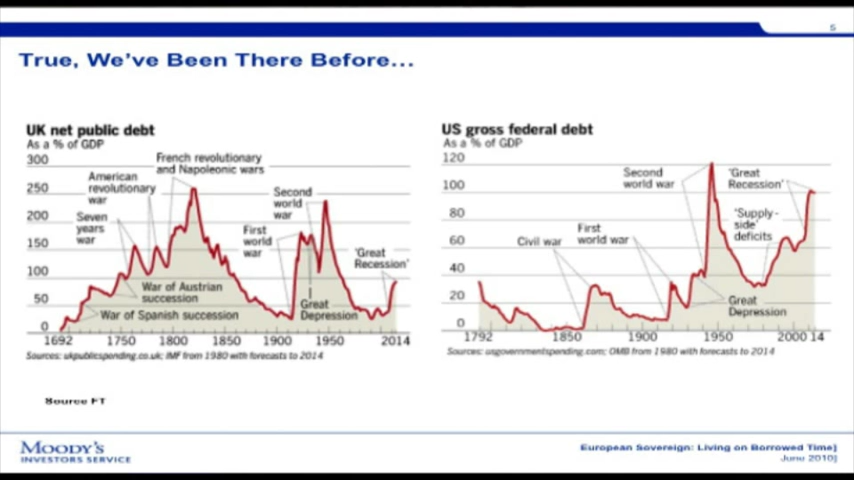 5
True, We've Been There Before...
UK net public debt
As a % of GDP
300
250
200
150
100
50
0
French revolutionary
and Napoleonic wars
American
revolutionary
war
Seven
years
war
Second
world
war
First
world
war
'Great
Recession'
War of Austrian
succession
War of Spanish succession
Great
Depression
1692
1750
1800
1850
1900
1950
2014
Sources: ukpublicspending.co.uk; IMF from 1980 with forecasts to 2014
US gross federal debt
As a % of GDP
120
100
80
60
40
20
0
Second
world war
'Great
Recession'
'Supply-
side'
deficits
Civil war
First
world war
Great
Depression
1792
1850
1900
1950
2000 14
Sources: usgovernmentspending.com; OMB from 1980 with forecasts to 2014
Source FT
MOODY'S
INVESTORS SERVICE
European Sovereign: Living on Borrowed Time]
June 2010]